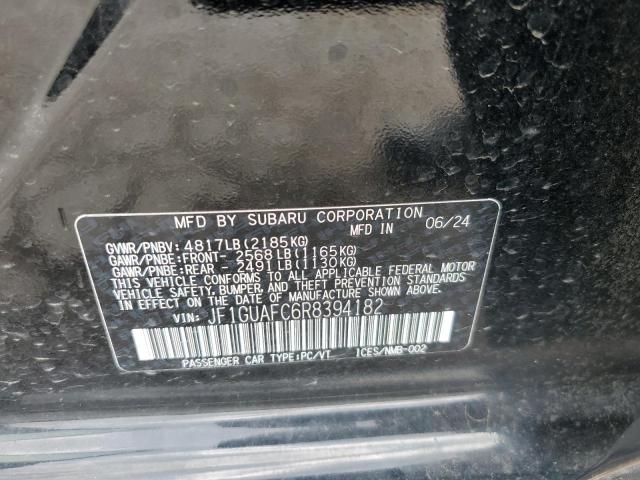 MFD BY SUBARU CORPORATION
MFD IN 06/24
GVWR/PNBV: 4817LB(2185KG)
GAWR/PNBE:FRONT- 2568LB(1165KG)
GAWR/PNBE:REAR - 2491LB(1130KG)
THIS VEHICLE CONFORMS TO ALL APPLICABLE FEDERAL MOTOR
VEHICLE SAFETY, BUMPER, AND THEFT PREVENTION STANDARDS
IN EFFECT ON THE DATE OF MANUFACTURE SHOWN ABOVE.
VIN: JF1GUAFC6R8394182
PASSENGER CAR TYPE:PC/VT ICES/NMB-002